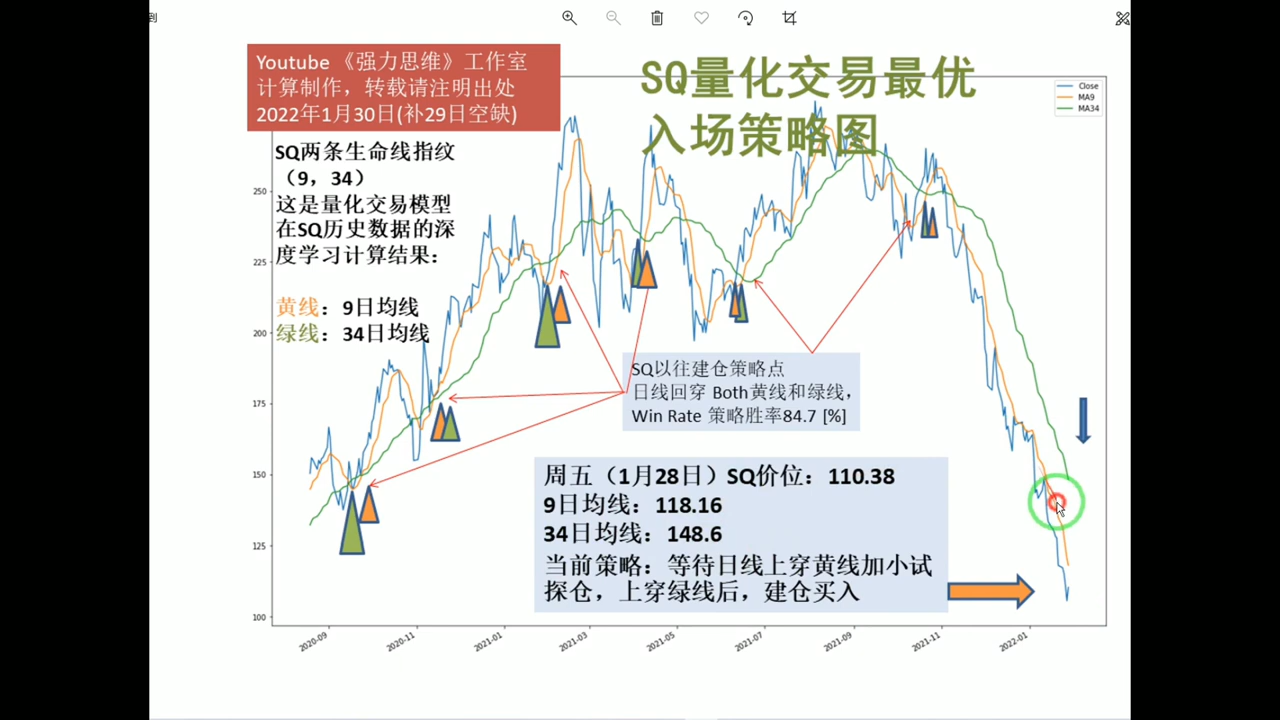 到
Youtube 《强力思维》工作室
计算制作，转载请注明出处
2022年1月30日(补29日空缺)
SQ量化交易最优
入场策略图
Close
MA9
MA34
SQ两条生命线指纹
（9，34）
这是量化交易模型
在SQ历史数据的深
度学习计算结果：
黄线：9日均线
绿线：34日均线
250
225
200
175
150
125
100
SQ以往建仓策略点
日线回穿 Both黄线和绿线，
Win Rate 策略胜率84.7 [%]
周五（1月28日）SQ价位：110.38
9日均线：118.16
34日均线：148.6
当前策略：等待日线上穿黄线加小试
探仓，上穿绿线后，建仓买入
2020-09
2020-11
2021-01
2021-03
2021-05
2021-07
2021-09
2021-11
2022-01